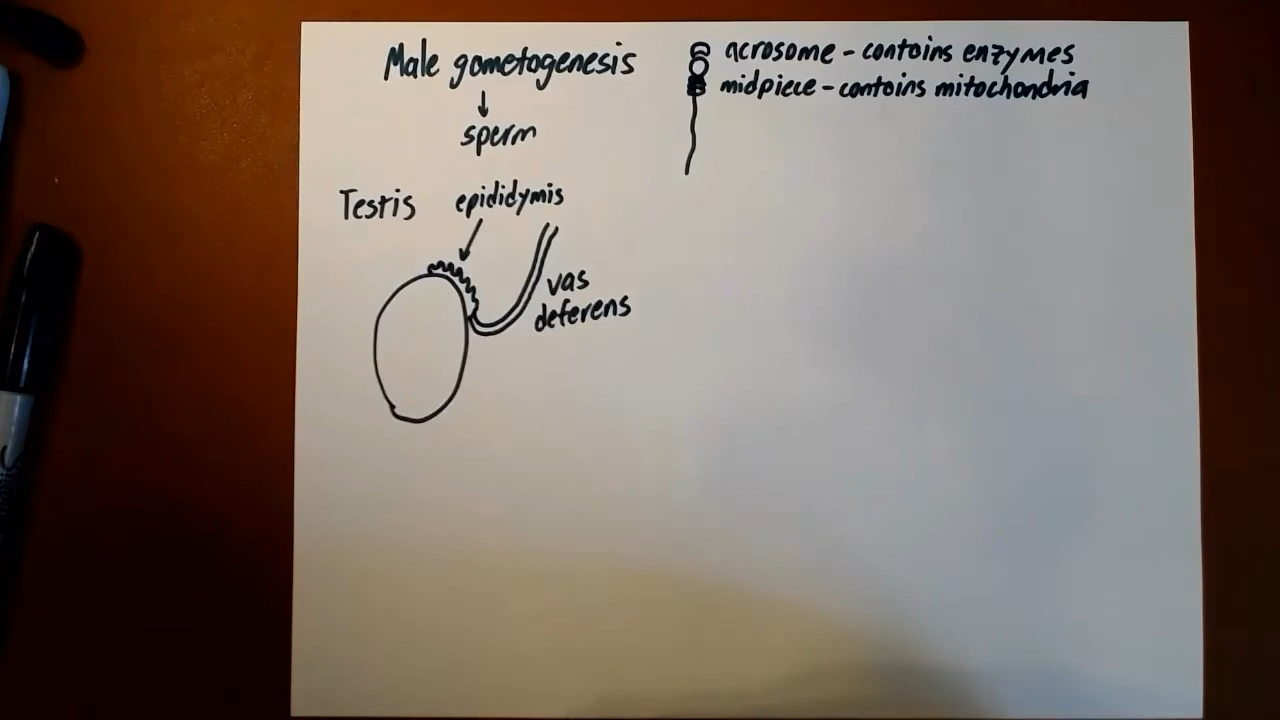 Male gametogenesis
sperm
acrosome - contains enzymes
midpiece - contains mitochondria
Testis
epididymis
vas
deferens